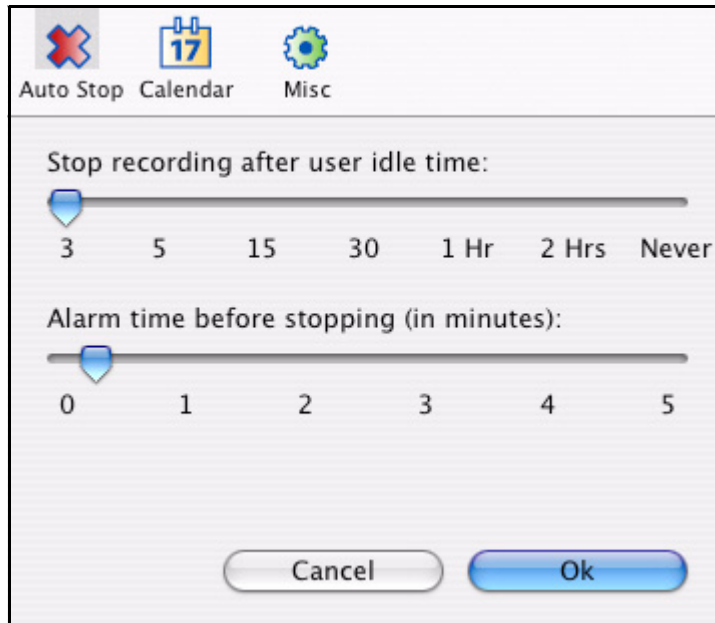 17
Auto Stop Calendar Misc
Stop recording after user idle time:
3 5 15 30 1 Hr 2 Hrs Never
Alarm time before stopping (in minutes):
0 1 2 3 4 5
Cancel Ok